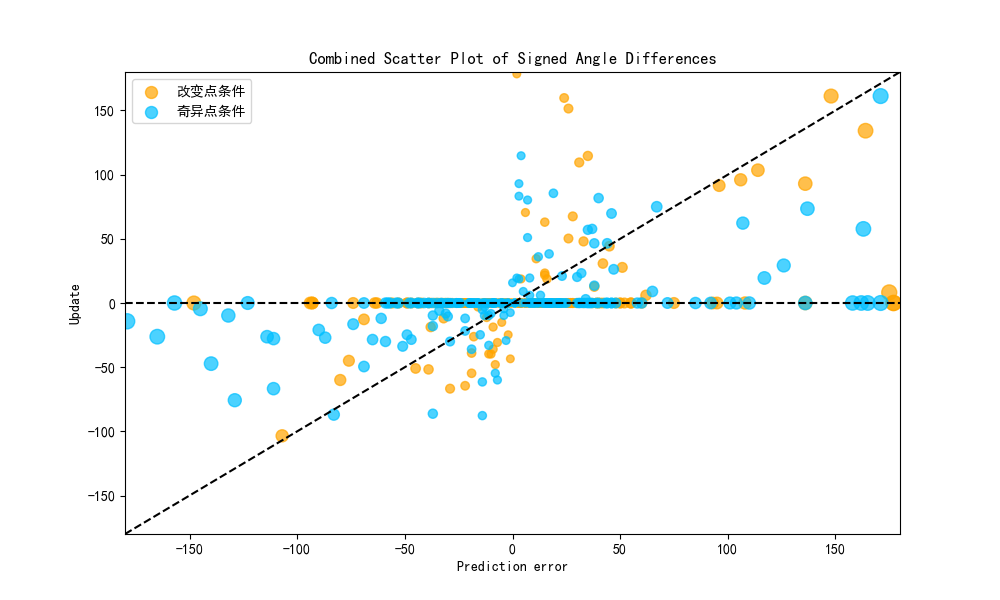 Combined Scatter Plot of Signed Angle Differences
改变点条件
奇异点条件
Update
150
100
50
0
−50
−100
−150
−150
−100
−50
0
50
100
150
Prediction error